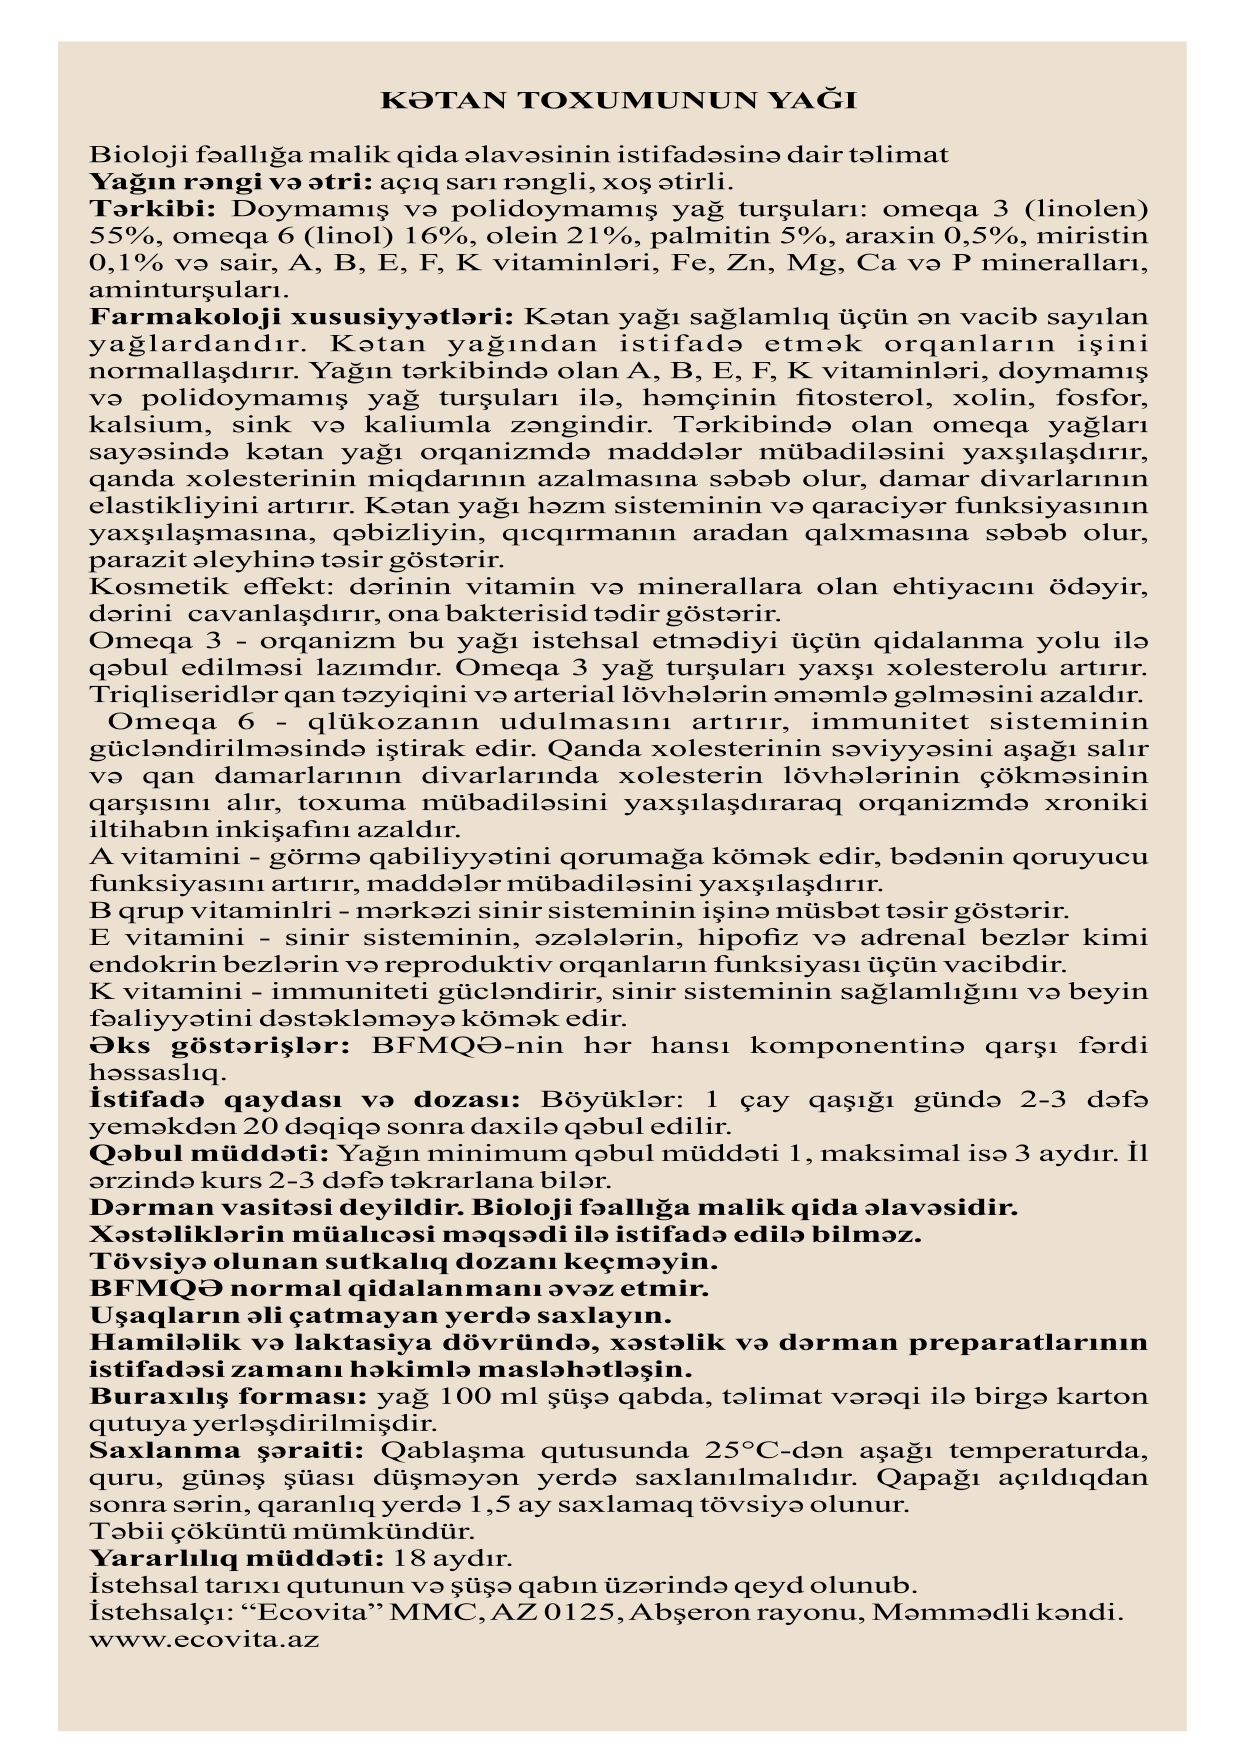 KƏTAN TOXUMUNUN YAĞI
Bioloji fəallığa malik qida əlavəsinin istifadəsinə dair təlimat
Yağın rəngi və ətri: açıq sarı rəngli, xoş ətirli.
Tərkibi: Doymamış və polidoymamış yağ turşuları: omeqa 3 (linolen)
55%, omeqa 6 (linol) 16%, olein 21%, palmitin 5%, araxin 0,5%, miristin
0,1% və sair, A, B, E, F, K vitaminləri, Fe, Zn, Mg, Ca və P mineralları,
aminturşuları.
Farmakoloji xususiyyətləri: Kətan yağı sağlamlıq üçün ən vacib sayılan
yağlardandır. Kətan yağından istifadə etmək orqanların işini
normallaşdırır. Yağın tərkibində olan A, B, E, F, K vitaminləri, doymamış
və polidoymamış yağ turşuları ilə, həmçinin fitosterol, xolin, fosfor,
kalsium, sink və kaliumla zəngindir. Tərkibində olan omeqa yağları
sayəsində kətan yağı orqanizmdə maddələr mübadiləsini yaxşılaşdırır,
qanda xolesterinin miqdarının azalmasına səbəb olur, damar divarlarının
elastikliyini artırır. Kətan yağı həzm sisteminin və qaraciyər funksiyasının
yaxşılaşmasına, qəbizliyin, qıcqırmanın aradan qalxmasına səbəb olur,
parazit əleyhinə təsir göstərir.
Kosmetik effekt: dərinin vitamin və minerallara olan ehtiyacını ödəyir,
dərini cavanlaşdırır, ona bakterisid tədir göstərir.
Omeqa 3 - orqanizm bu yağı istehsal etmədiyi üçün qidalanma yolu ilə
qəbul edilməsi lazımdır. Omeqa 3 yağ turşuları yaxşı xolesterolu artırır.
Triqliseridlər qan təzyiqini və arterial lövhələrin əməmlə gəlməsini azaldır.
Omeqa 6 - qlükozanın udulmasını artırır, immunitet sisteminin
gücləndirilməsində iştirak edir. Qanda xolesterinin səviyyəsini aşağı salır
və qan damarlarının divarlarında xolesterin lövhələrinin çökməsinin
qarşısını alır, toxuma mübadiləsini yaxşılaşdıraraq orqanizmdə xroniki
iltihabın inkişafını azaldır.
A vitamini - görmə qabiliyyətini qorumağa kömək edir, bədənin qoruyucu
funksiyasını artırır, maddələr mübadiləsini yaxşılaşdırır.
B qrup vitaminlri - mərkəzi sinir sisteminin işinə müsbət təsir göstərir.
E vitamini - sinir sisteminin, əzələlərin, hipofiz və adrenal bezlər kimi
endokrin bezlərin və reproduktiv orqanların funksiyası üçün vacibdir.
K vitamini - immuniteti gücləndirir, sinir sisteminin sağlamlığını və beyin
fəaliyyətini dəstəkləməyə kömək edir.
Əks göstərişlər: BFMQƏ-nin hər hansı komponentinə qarşı fərdi
həssaslıq.
İstifadə qaydası və dozası: Böyüklər: 1 çay qaşığı gündə 2-3 dəfə
yeməkdən 20 dəqiqə sonra daxilə qəbul edilir.
Qəbul müddəti: Yağın minimum qəbul müddəti 1, maksimal isə 3 aydır. İl
ərzində kurs 2-3 dəfə təkrarlana bilər.
Dərman vasitəsi deyildir. Bioloji fəallığa malik qida əlavəsidir.
Xəstəliklərin müalıcəsi məqsədi ilə istifadə edilə bilməz.
Tövsiyə olunan sutkalıq dozanı keçməyin.
BFMQƏ normal qidalanmanı əvəz etmir.
Uşaqların əli çatmayan yerdə saxlayın.
Hamiləlik və laktasiya dövründə, xəstəlik və dərman preparatlarının
istifadəsi zamanı həkimlə masləhətləşin.
Buraxılış forması: yağ 100 ml şüşə qabda, təlimat vərəqi ilə birgə karton
qutuya yerləşdirilmişdir.
Saxlanma şəraiti: Qablaşma qutusunda 25°C-dən aşağı temperaturda,
quru, günəş şüası düşməyən yerdə saxlanılmalıdır. Qapağı açıldıqdan
sonra sərin, qaranlıq yerdə 1,5 ay saxlamaq tövsiyə olunur.
Təbii çöküntü mümkündür.
Yararlılıq müddəti: 18 aydır.
İstehsal tarıxı qutunun və şüşə qabın üzərində qeyd olunub.
İstehsalçı: “Ecovita” MMC, AZ 0125, Abşeron rayonu, Məmmədli kəndi.
www.ecovita.az